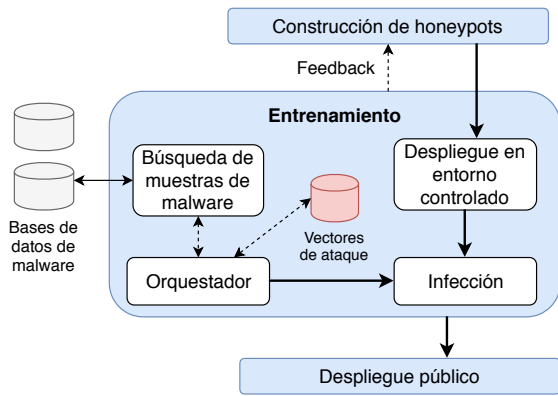 Construcción de honeypots
Feedback
Entrenamiento
Búsqueda de
muestras de
malware
Despliegue en
entorno
controlado
Bases de
datos de
malware
Vectores
de ataque
Orquestador
Infección
Despliegue público